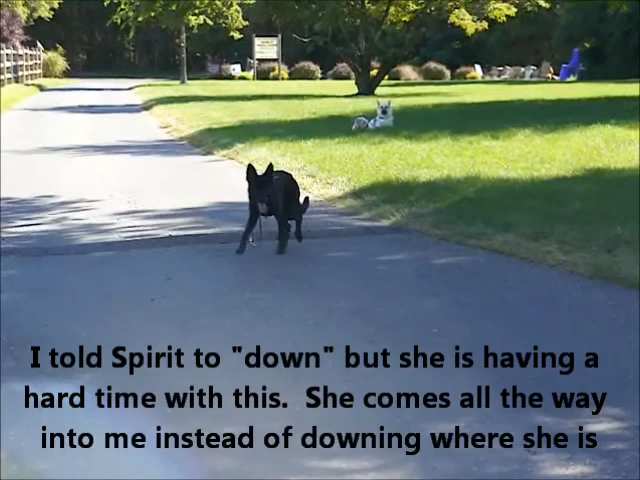 I told Spirit to "down" but she is having a
hard time with this.  She comes all the way
into me instead of downing where she is